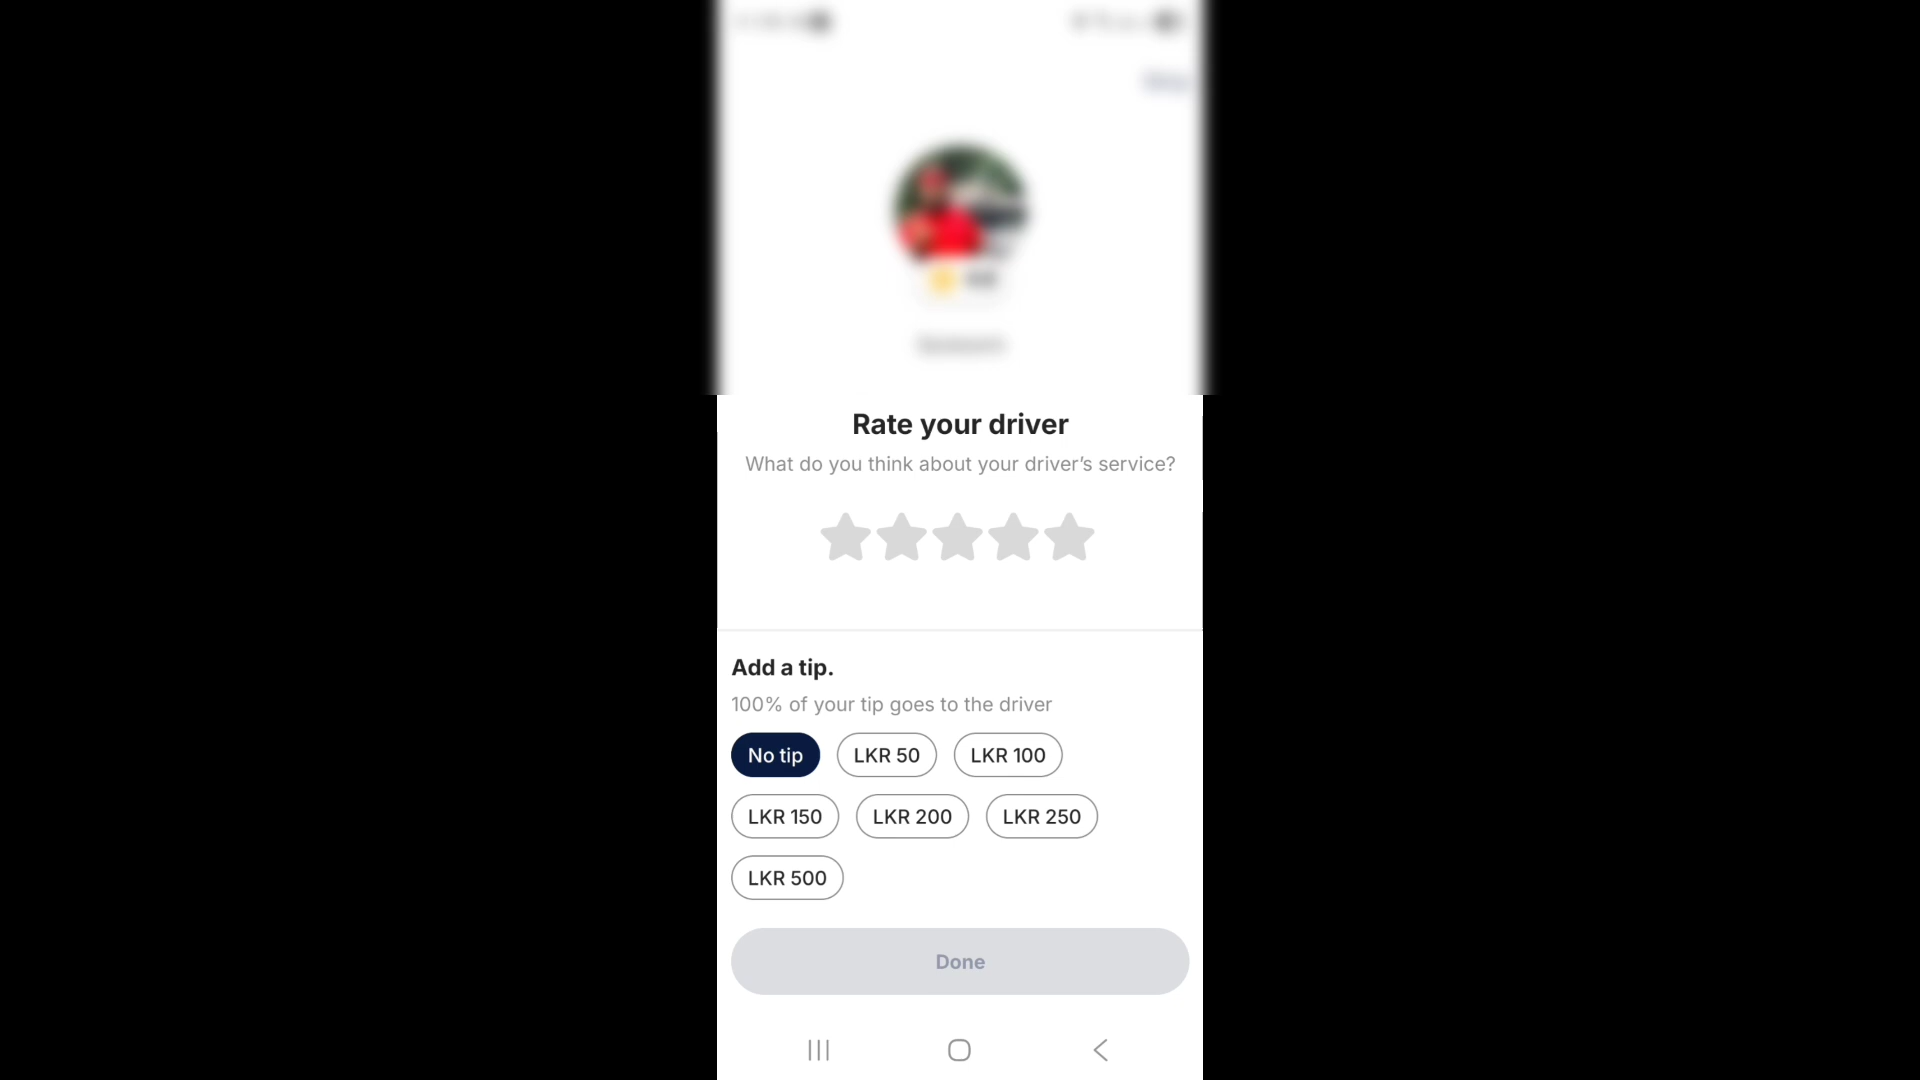 Rate your driver
What do you think about your driver’s service?
Add a tip.
100% of your tip goes to the driver
No tip
LKR 50
LKR 100
LKR 150
LKR 200
LKR 250
LKR 500
Done